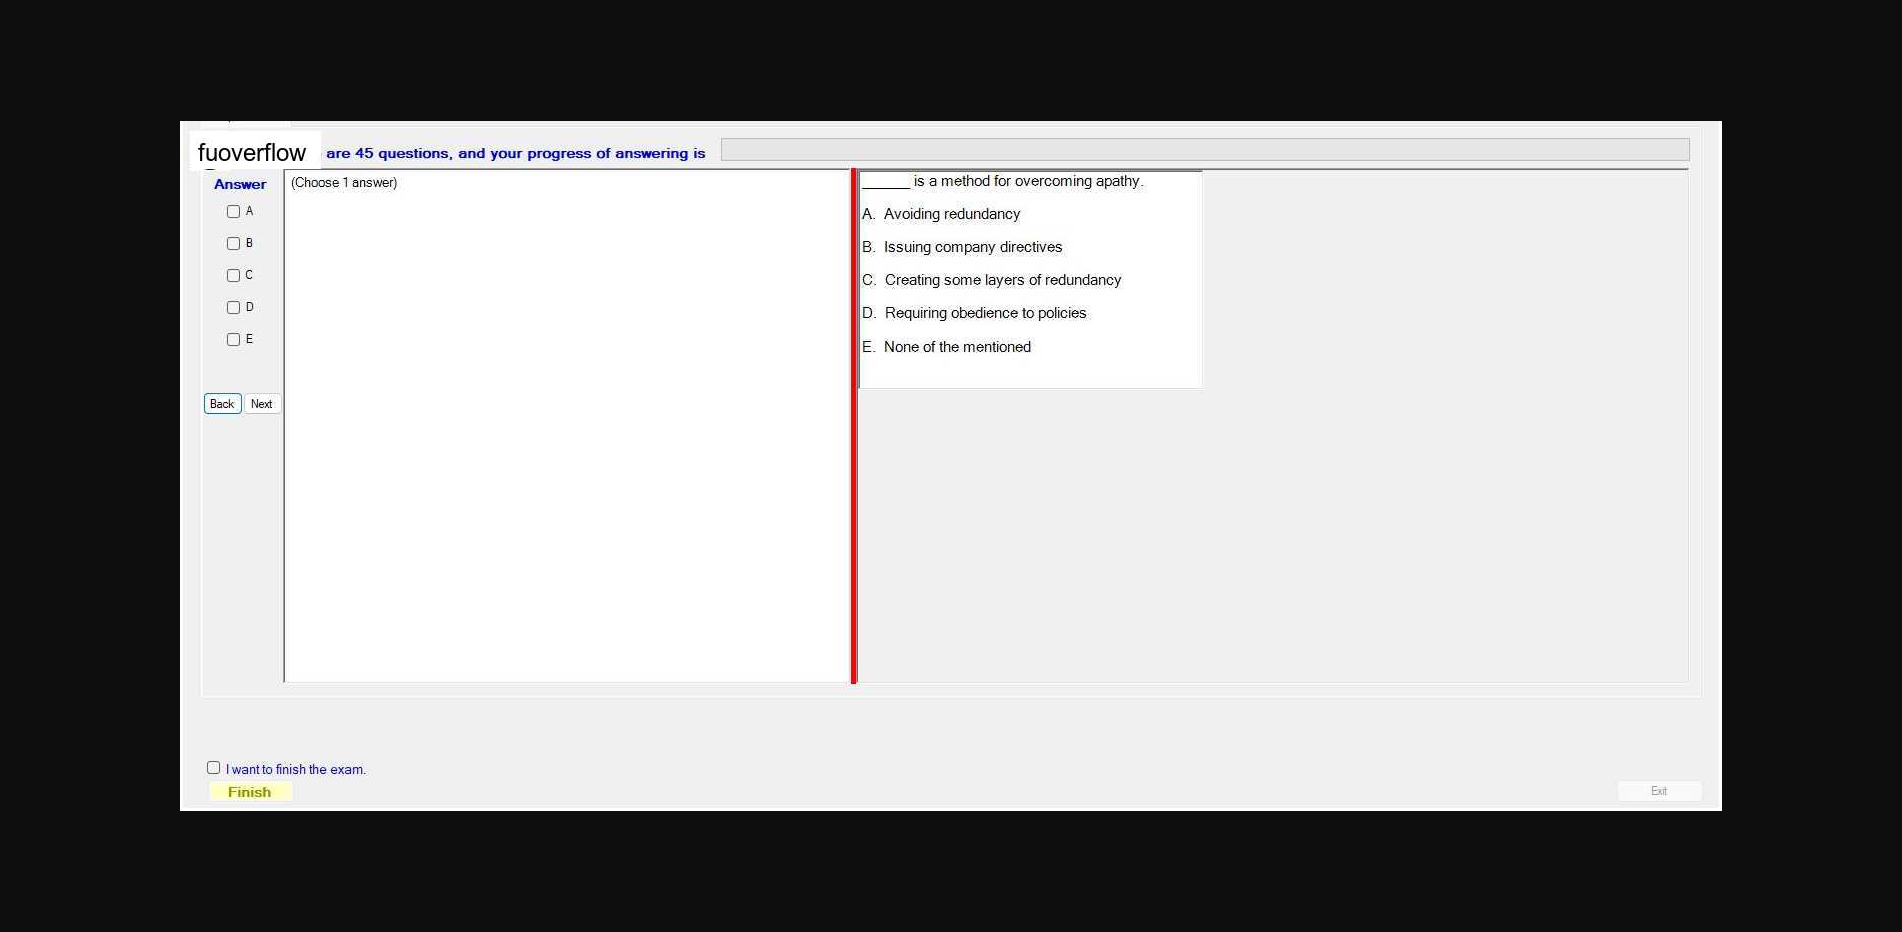 fuoverflow are 45 questions, and your progress of answering is
Answer
A
B
C
D
E
Back Next
(Choose 1 answer)
______ is a method for overcoming apathy.
A. Avoiding redundancy
B. Issuing company directives
C. Creating some layers of redundancy
D. Requiring obedience to policies
E. None of the mentioned
I want to finish the exam.
Finish
Exit